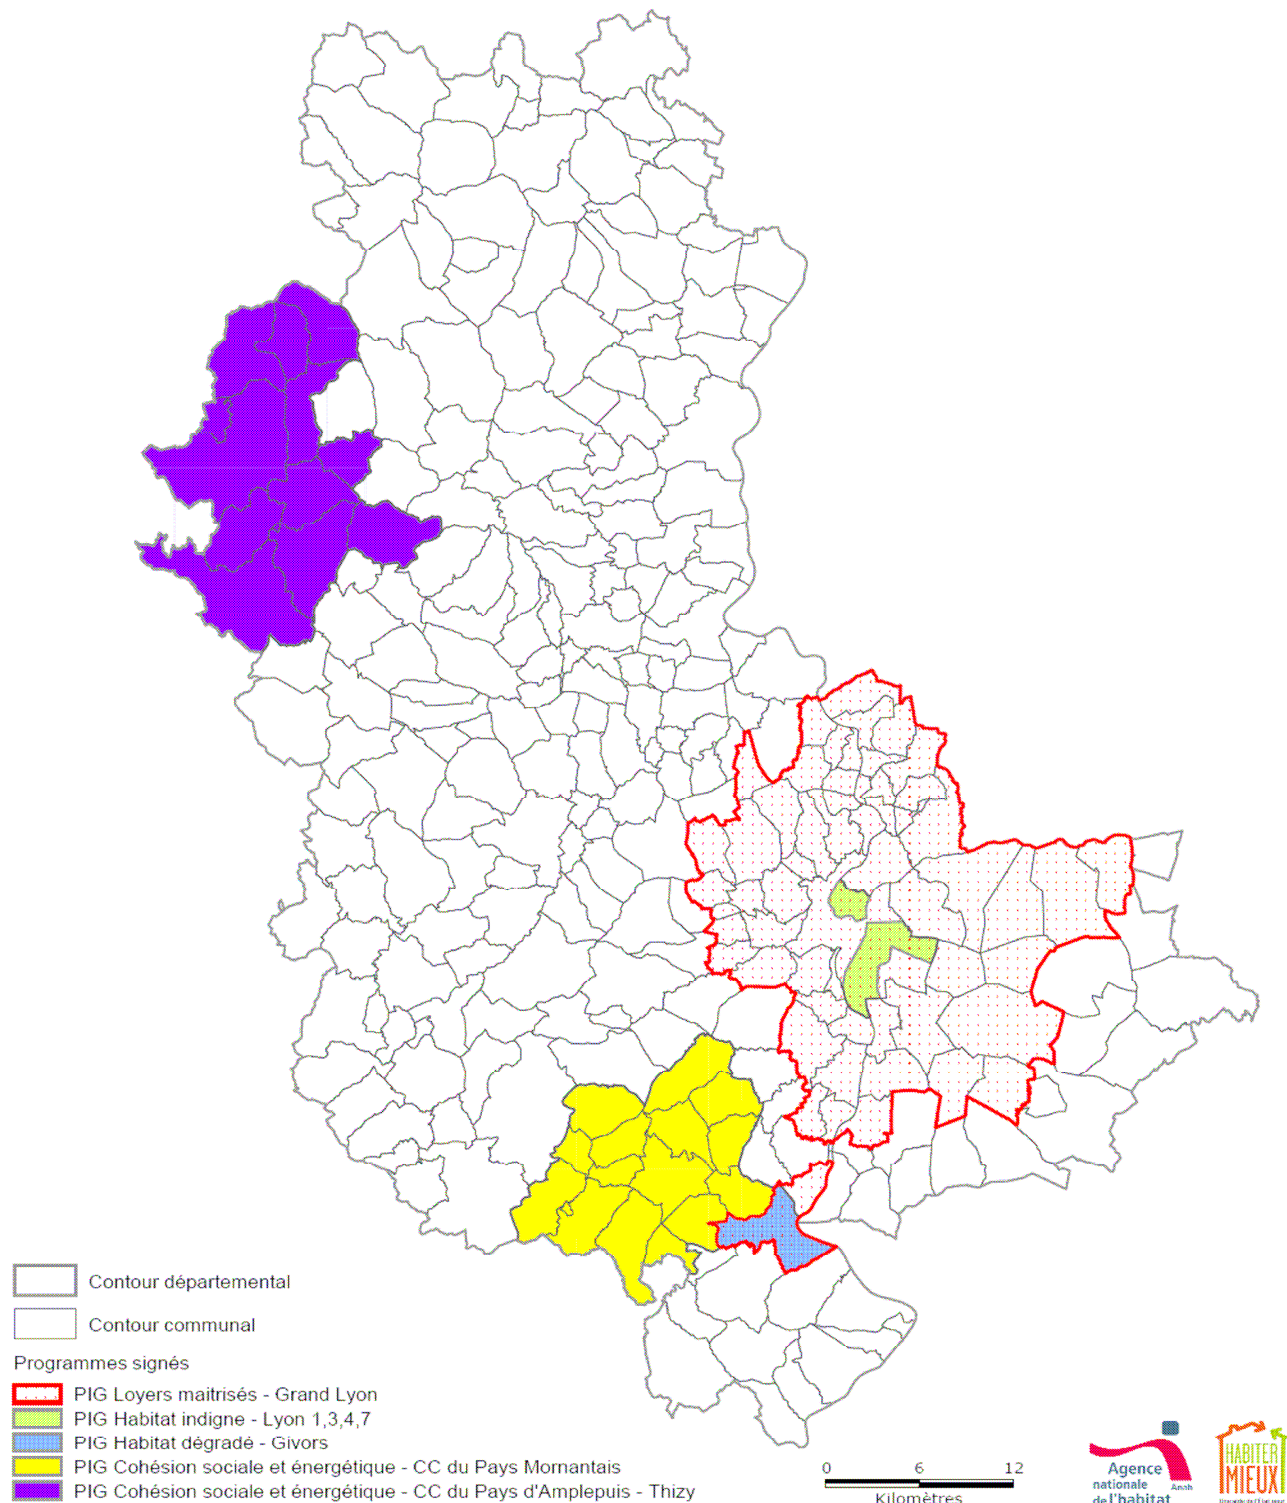 Contour départemental
Contour communal
Programmes signés
PIG Loyers maitrisés - Grand Lyon
PIG Habitat indigne - Lyon 1,3,4,7
PIG Habitat dégradé - Givors
PIG Cohésion sociale et énergétique - CC du Pays Mornantais
PIG Cohésion sociale et énergétique - CC du Pays d'Amplepuis - Thizy
0 6 12
Kilomètres
Agence
nationale
de l'habitat
Anah
HABITER
MIEUX